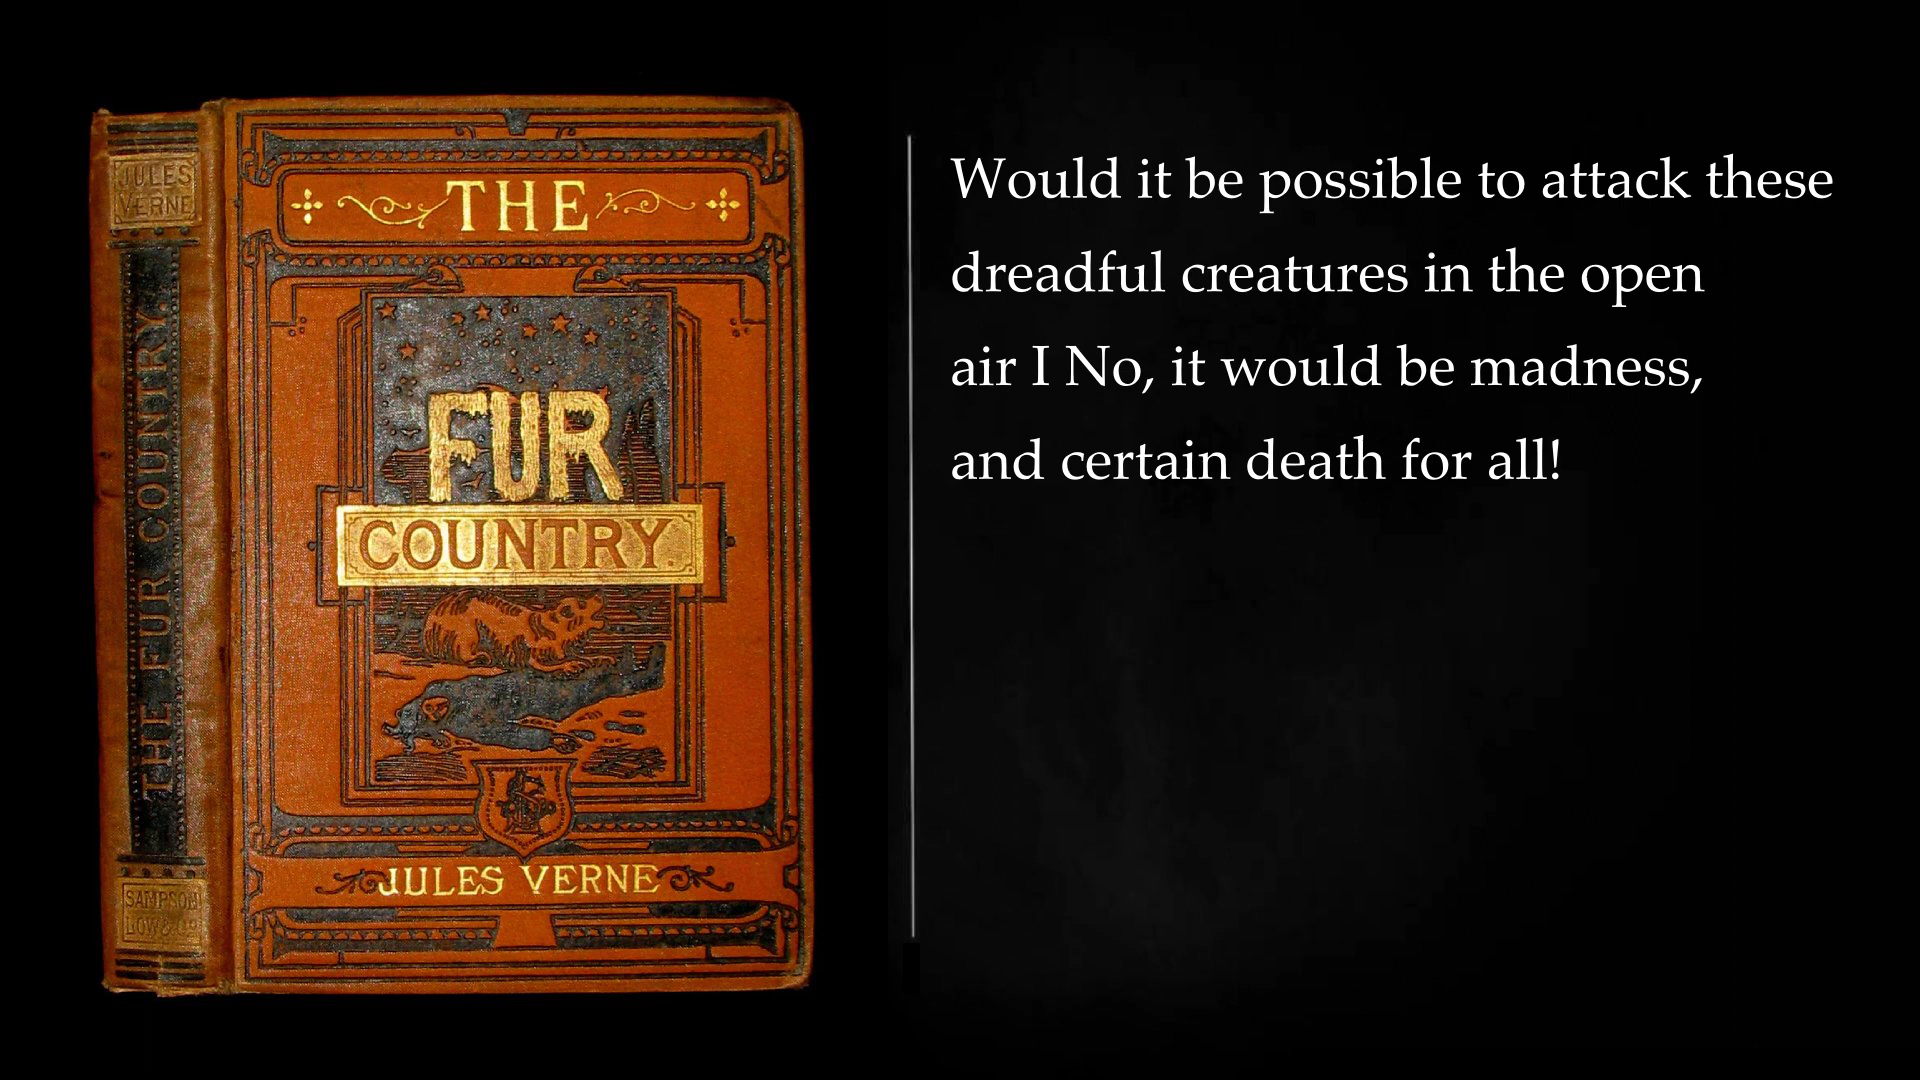 JULES
VERNE
THE FUR COUNTRY.
SAMPSON
LOW & Co
THE
FUR
COUNTRY.
JULES VERNE
Would it be possible to attack these
dreadful creatures in the open
air I No, it would be madness,
and certain death for all!